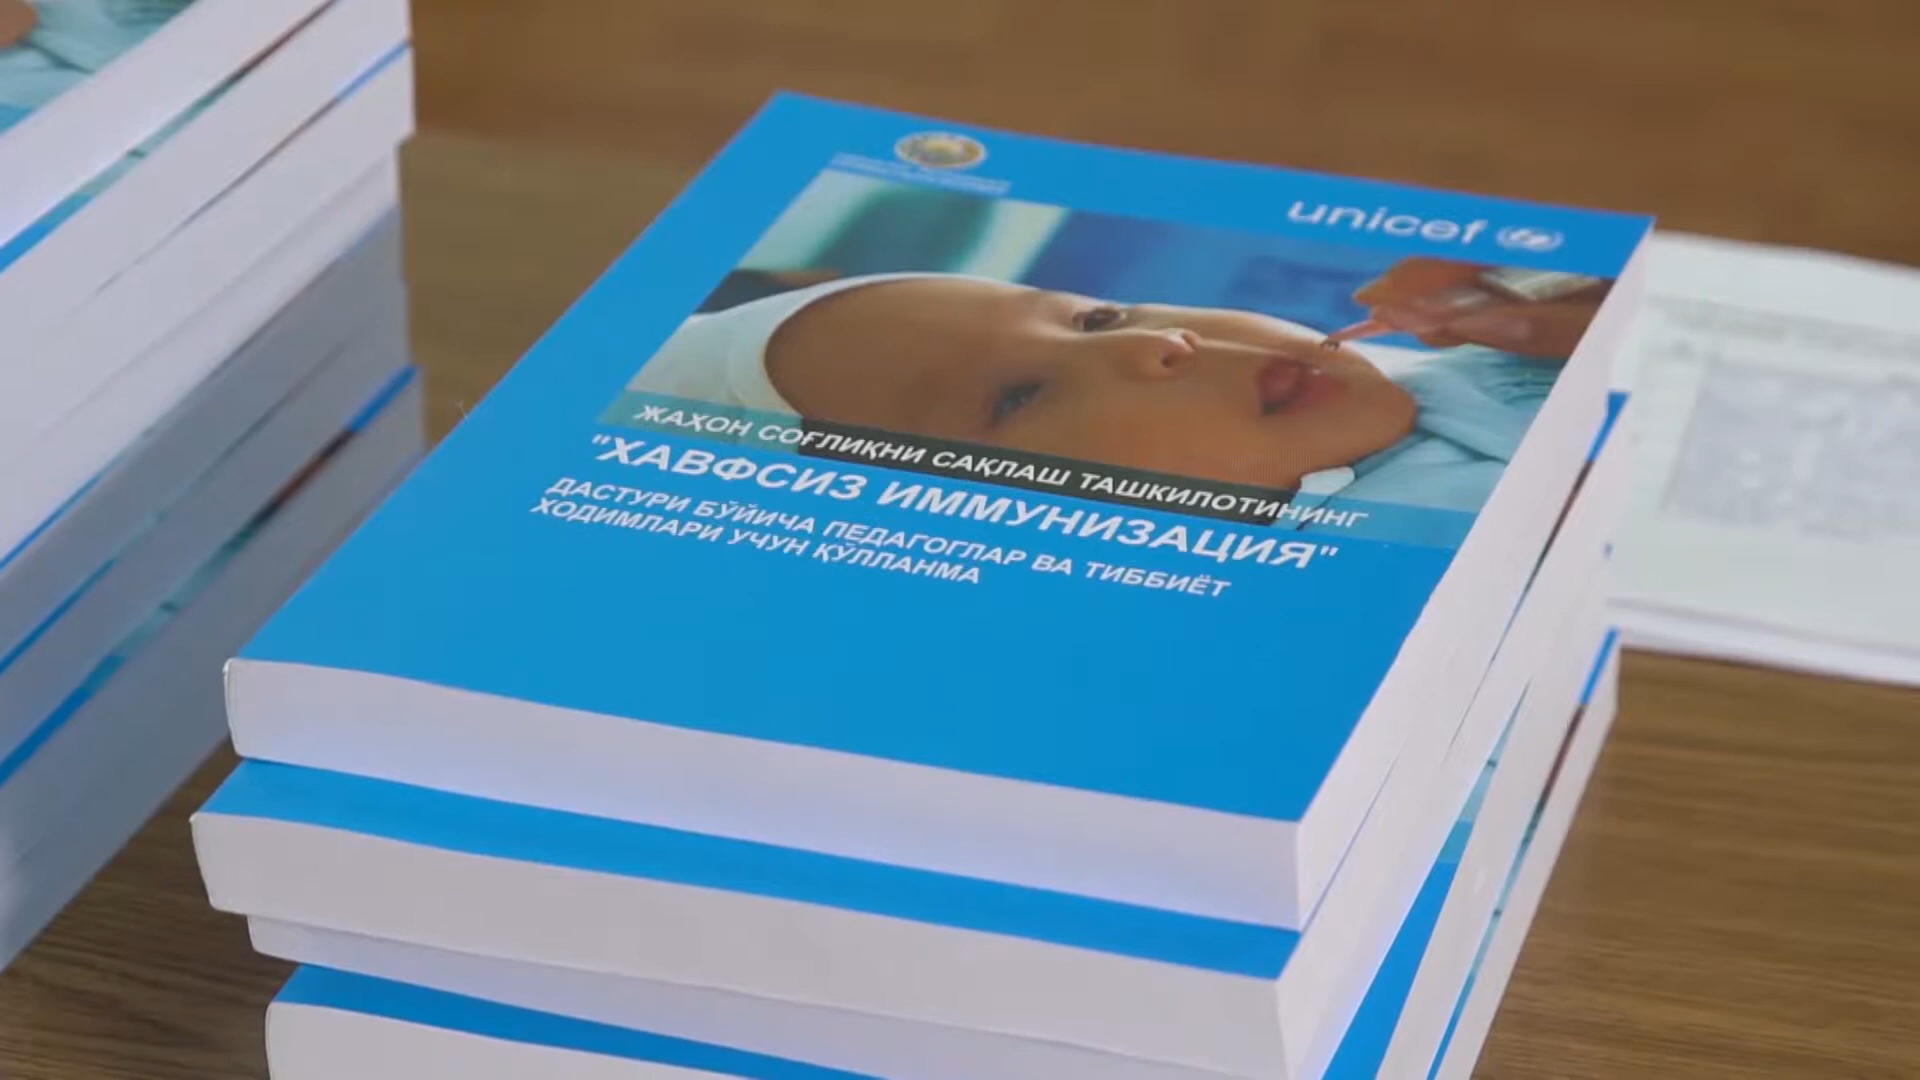 unicef
ЖАҲОН СОҒЛИҚНИ САҚЛАШ ТАШКИЛОТИНИНГ
"ХАВФСИЗ ИММУНИЗАЦИЯ"
ДАСТУРИ БЎЙИЧА ПЕДАГОГЛАР ВА ТИББИЁТ
ХОДИМЛАРИ УЧУН ҚЎЛЛАНМА